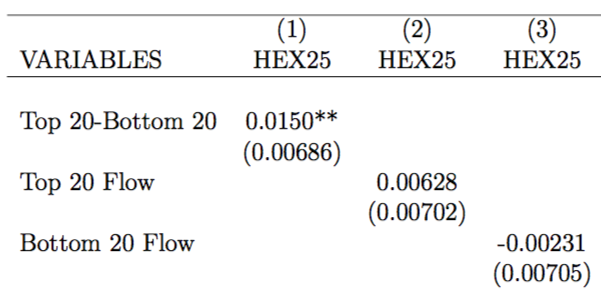 (1) (2) (3)
VARIABLES HEX25 HEX25 HEX25
Top 20-Bottom 20 0.0150**
(0.00686)
Top 20 Flow 0.00628
(0.00702)
Bottom 20 Flow -0.00231
(0.00705)